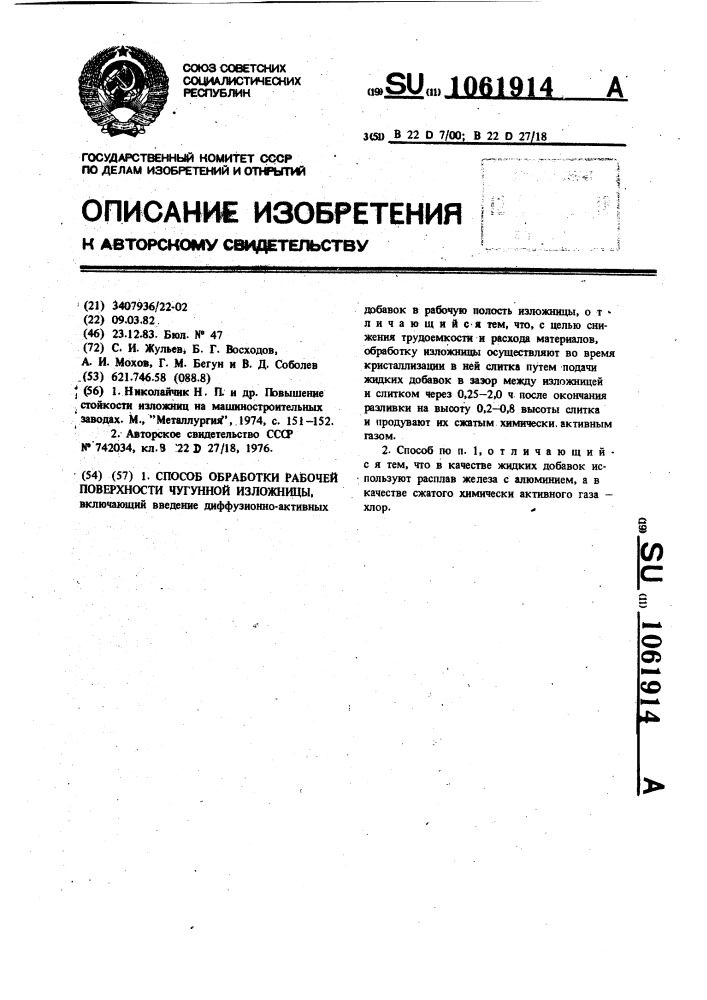 СОЮЗ СОВЕТСКИХ
СОЦИАЛИСТИЧЕСКИХ
РЕСПУБЛИК
(19) SU (11) 1061914 A
3(51) B 22 D 7/00; B 22 D 27/18
ГОСУДАРСТВЕННЫЙ КОМИТЕТ СССР
ПО ДЕЛАМ ИЗОБРЕТЕНИЙ И ОТКРЫТИЙ
ОПИСАНИЕ ИЗОБРЕТЕНИЯ
К АВТОРСКОМУ СВИДЕТЕЛЬСТВУ
(21) 3407936/22-02
(22) 09.03.82
(46) 23.12.83. Бюл. № 47
(72) С. И. Жульев, Б. Г. Восходов,
А. И. Мохов, Г. М. Бегун и В. Д. Соболев
(53) 621.746.58 (088.8)
(56) 1. Николайчик Н. П. и др. Повышение
стойкости изложниц на машиностроительных
заводах. М., "Металлургия", 1974, с. 151–152.
2. Авторское свидетельство СССР
№ 742034, кл. B 22 D 27/18, 1976.
(54) (57) 1. СПОСОБ ОБРАБОТКИ РАБОЧЕЙ
ПОВЕРХНОСТИ ЧУГУННОЙ ИЗЛОЖНИЦЫ,
включающий введение диффузионно-активных
добавок в рабочую полость изложницы, о т -
л и ч а ю щ и й с я тем, что, с целью сни-
жения трудоемкости и расхода материалов,
обработку изложницы осуществляют во время
кристаллизации в ней слитка путем подачи
жидких добавок в зазор между изложницей
и слитком через 0,25–2,0 ч после окончания
разливки на высоту 0,2–0,8 высоты слитка
и продувают их сжатым химически активным
газом.
2. Способ по п. 1, о т л и ч а ю щ и й -
с я тем, что в качестве жидких добавок ис-
пользуют расплав железа с алюминием, а в
качестве сжатого химически активного газа –
хлор.
(19) SU (11) 1061914 A